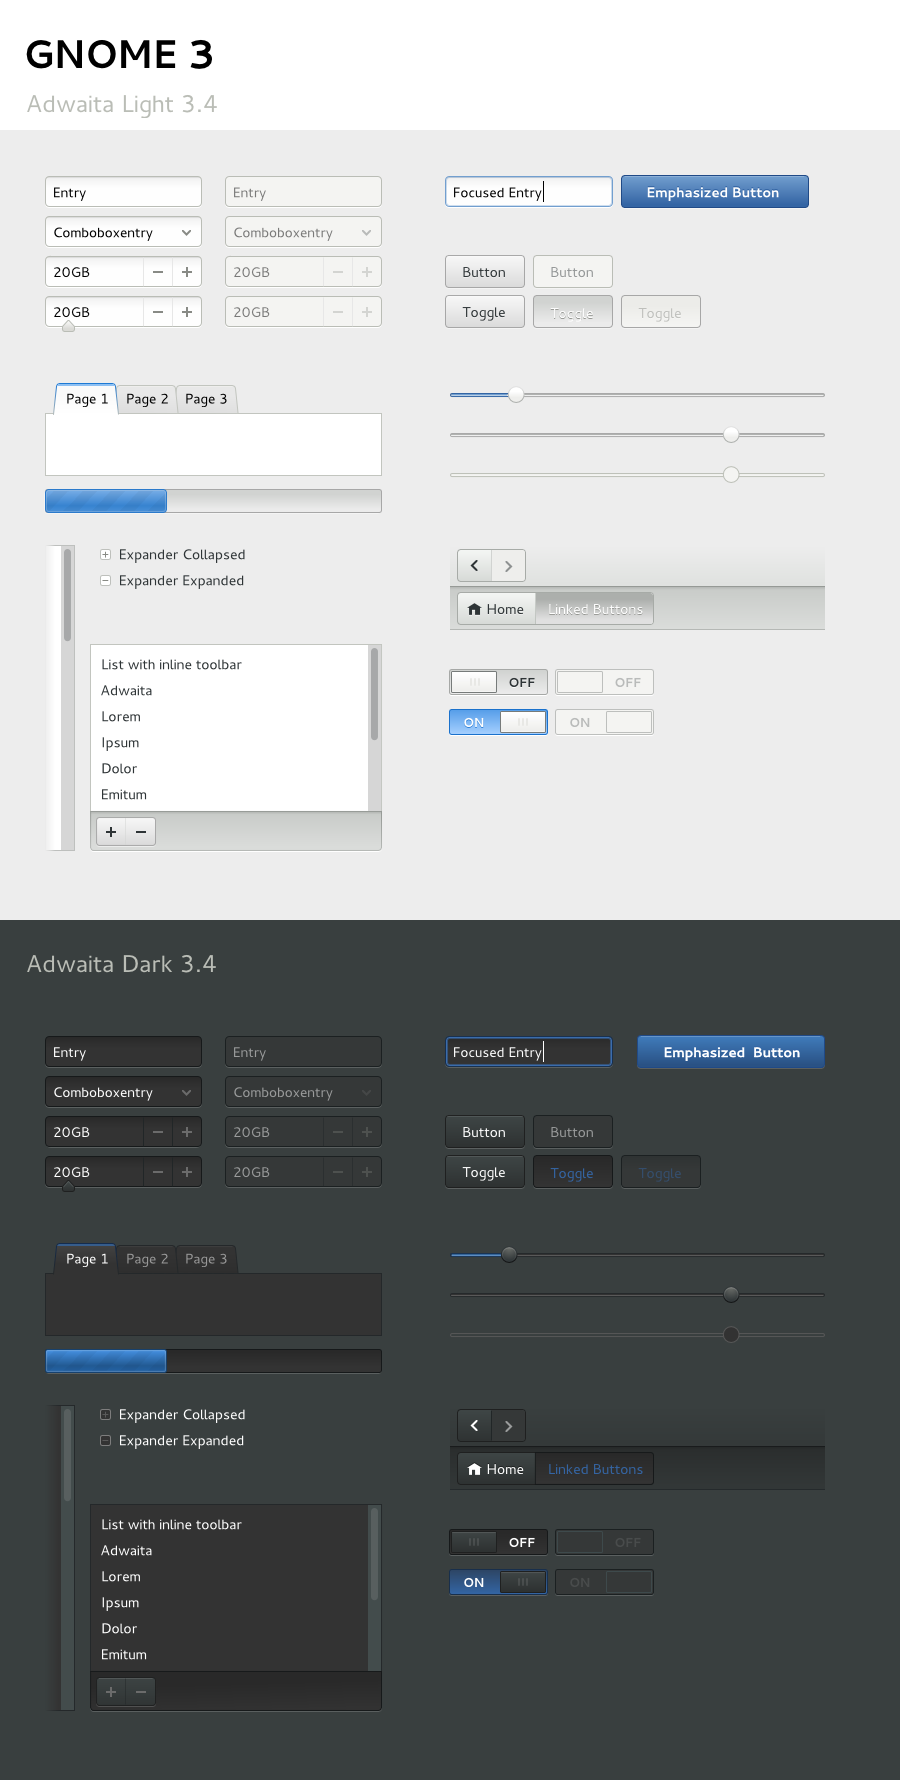 GNOME 3
Adwaita Light 3.4
Entry
Entry
Focused Entry
Emphasized Button
Comboboxentry
Comboboxentry
20GB
20GB
Button
Button
20GB
20GB
Toggle
Toggle
Toggle
Page 1
Page 2
Page 3
Expander Collapsed
Expander Expanded
Home
Linked Buttons
List with inline toolbar
Adwaita
Lorem
Ipsum
Dolor
Emitum
OFF
OFF
ON
ON
Adwaita Dark 3.4
Entry
Entry
Focused Entry
Emphasized Button
Comboboxentry
Comboboxentry
20GB
20GB
Button
Button
20GB
20GB
Toggle
Toggle
Toggle
Page 1
Page 2
Page 3
Expander Collapsed
Expander Expanded
Home
Linked Buttons
List with inline toolbar
Adwaita
Lorem
Ipsum
Dolor
Emitum
OFF
OFF
ON
ON